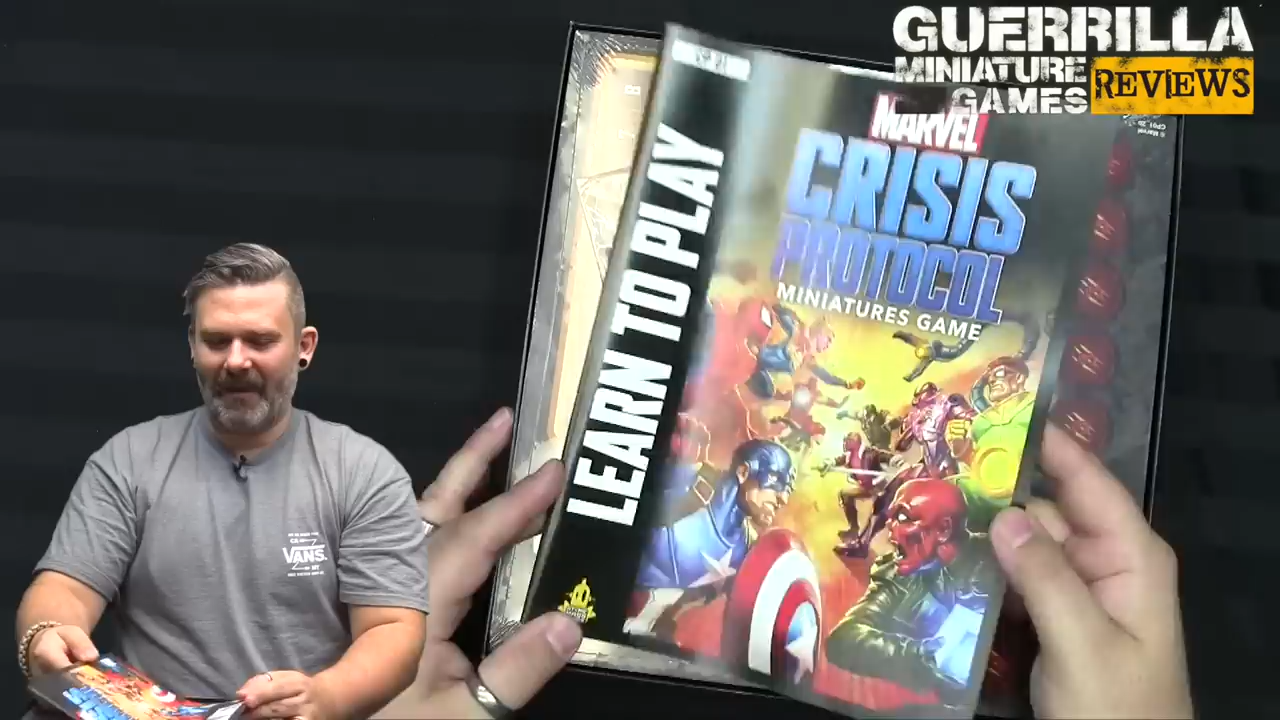 GUERRILLA
MINIATURE
GAMES
REVIEWS
MARVEL
CRISIS
PROTOCOL
MINIATURES GAME
LEARN TO PLAY
VANS